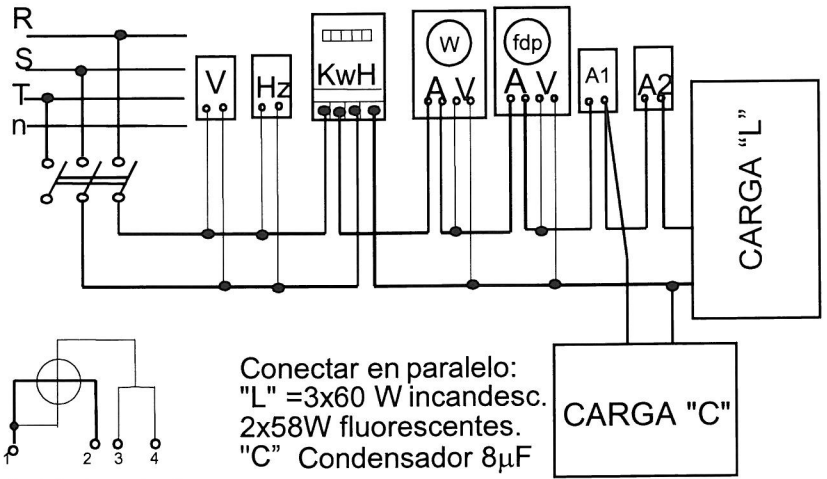 R
S
T
n
V
Hz
KwH
W
A V
fdp
A V
A1
A2
CARGA "L"
CARGA "C"
1 2 3 4
Conectar en paralelo:
"L" =3x60 W incandesc.
2x58W fluorescentes.
"C" Condensador 8µF